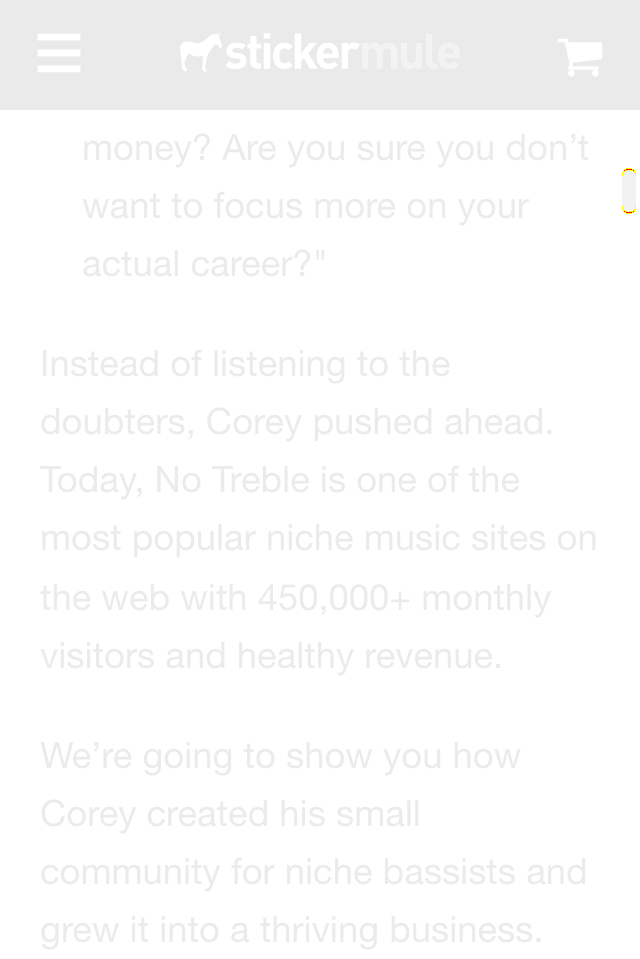 stickermule
money? Are you sure you don’t
want to focus more on your
actual career?"
Instead of listening to the
doubters, Corey pushed ahead.
Today, No Treble is one of the
most popular niche music sites on
the web with 450,000+ monthly
visitors and healthy revenue.
We’re going to show you how
Corey created his small
community for niche bassists and
grew it into a thriving business.